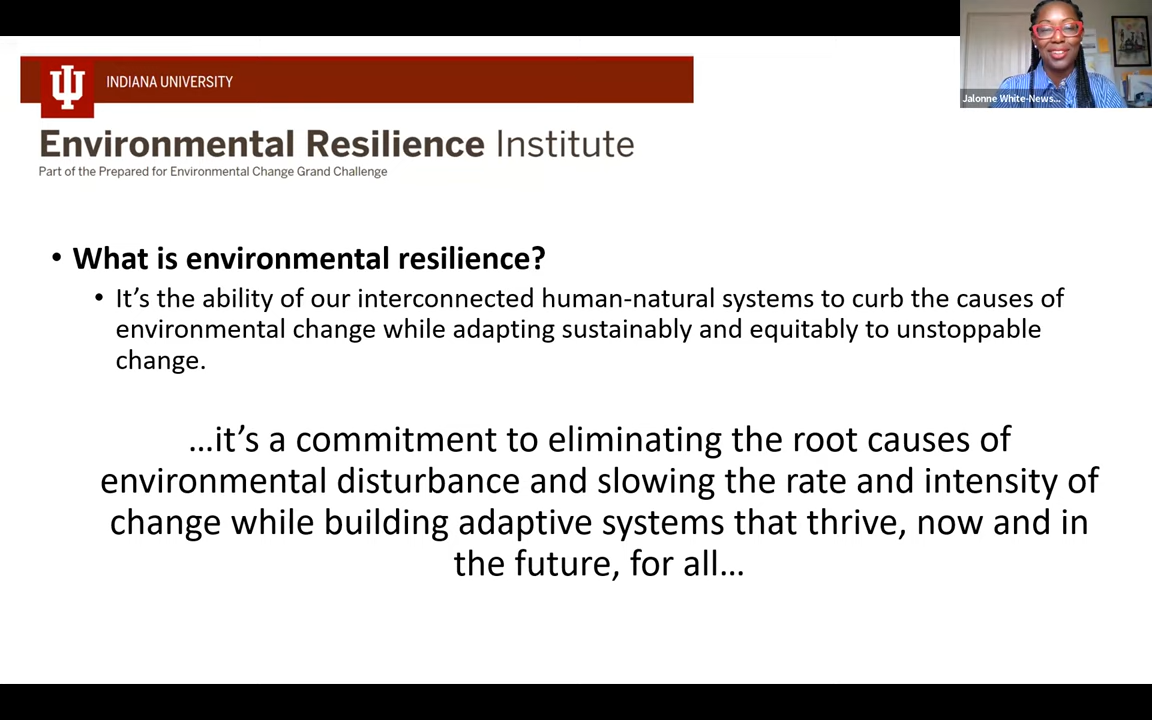 INDIANA UNIVERSITY
Environmental Resilience Institute
Part of the Prepared for Environmental Change Grand Challenge
Jalonne White-News...
• What is environmental resilience?
• It’s the ability of our interconnected human-natural systems to curb the causes of
environmental change while adapting sustainably and equitably to unstoppable
change.
…it’s a commitment to eliminating the root causes of
environmental disturbance and slowing the rate and intensity of
change while building adaptive systems that thrive, now and in
the future, for all…